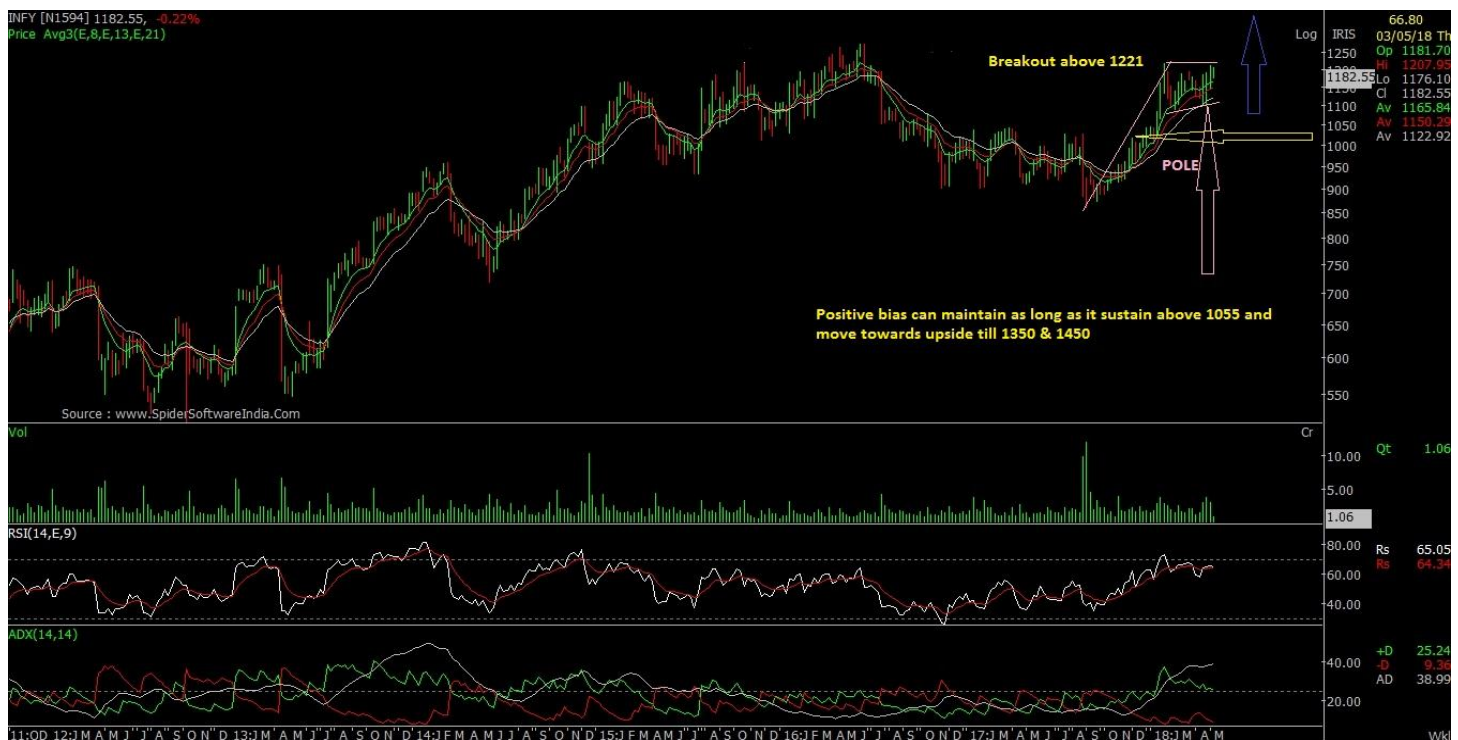 INFY [N1594] 1182.55, -0.22%
Price Avg3(E,8,E,13,E,21)
Log IRIS
66.80
03/05/18 Th
Op 1181.70
Hi 1207.95
Lo 1176.10
Cl 1182.55
Av 1165.84
Av 1150.29
Av 1122.92
1250
1182.55
1100
1050
1000
950
900
850
800
750
700
650
600
550
Breakout above 1221
POLE
Positive bias can maintain as long as it sustain above 1055 and
move towards upside till 1350 & 1450
Source : www.SpiderSoftwareIndia.Com
Vol
Cr
10.00
5.00
1.06
Qt 1.06
RSI(14,E,9)
80.00
60.00
40.00
Rs 65.05
Rs 64.34
ADX(14,14)
40.00
20.00
+D 25.24
-D 9.36
AD 38.99
Wkl